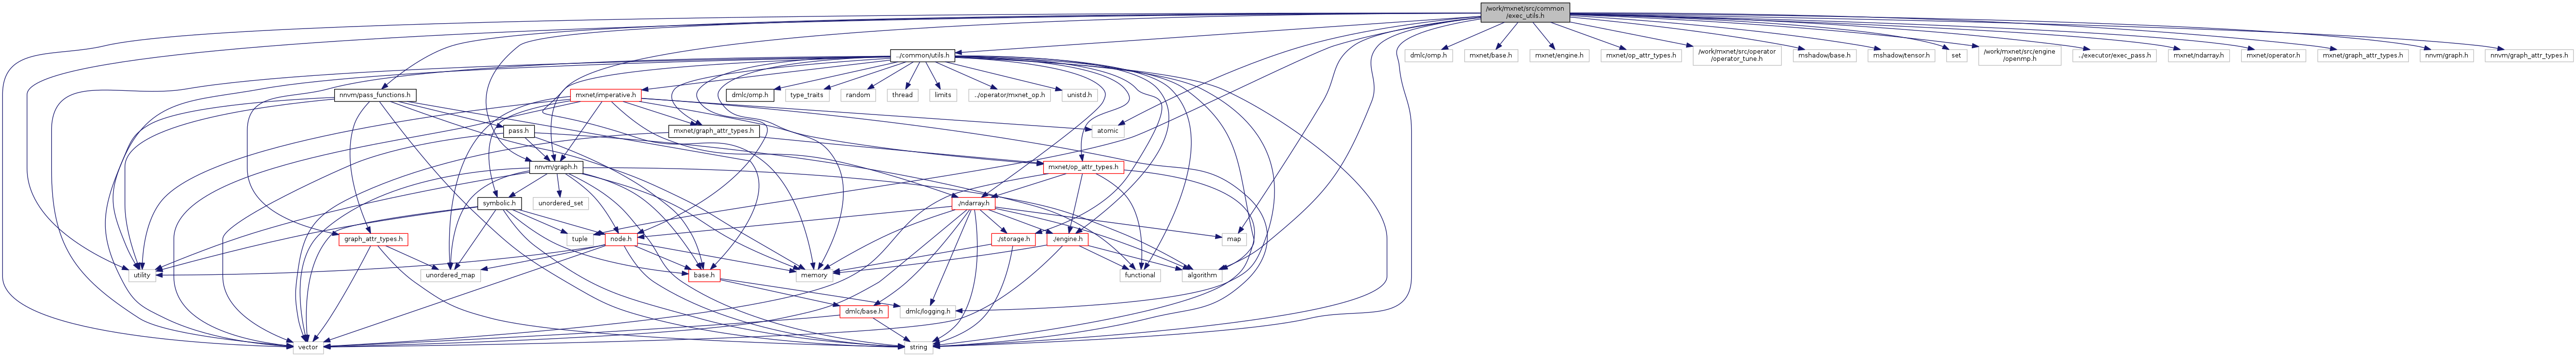 /work/mxnet/src/common
/exec_utils.h
../common/utils.h
dmlc/omp.h
mxnet/base.h
mxnet/engine.h
mxnet/op_attr_types.h
/work/mxnet/src/operator
/operator_tune.h
mshadow/base.h
mshadow/tensor.h
set
/work/mxnet/src/engine
/openmp.h
../executor/exec_pass.h
mxnet/ndarray.h
mxnet/operator.h
mxnet/graph_attr_types.h
nnvm/graph.h
nnvm/graph_attr_types.h
nnvm/pass_functions.h
mxnet/imperative.h
dmlc/omp.h
type_traits
random
thread
limits
../operator/mxnet_op.h
unistd.h
pass.h
mxnet/graph_attr_types.h
atomic
nnvm/graph.h
mxnet/op_attr_types.h
symbolic.h
unordered_set
./ndarray.h
graph_attr_types.h
tuple
node.h
./storage.h
./engine.h
map
utility
unordered_map
base.h
memory
functional
algorithm
dmlc/base.h
dmlc/logging.h
vector
string